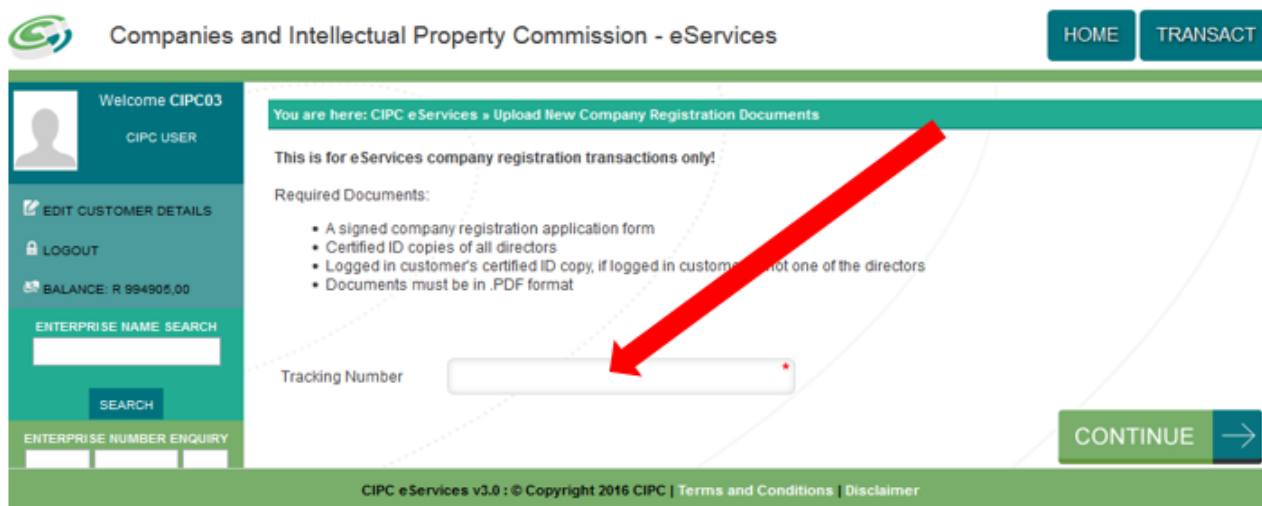 Companies and Intellectual Property Commission - eServices
HOME
TRANSACT
Welcome CIPC03
CIPC USER
EDIT CUSTOMER DETAILS
LOGOUT
BALANCE: R 994905,00
ENTERPRISE NAME SEARCH
SEARCH
ENTERPRISE NUMBER ENQUIRY
You are here: CIPC eServices » Upload New Company Registration Documents
This is for eServices company registration transactions only!
Required Documents:
• A signed company registration application form
• Certified ID copies of all directors
• Logged in customer's certified ID copy, if logged in customer not one of the directors
• Documents must be in .PDF format
Tracking Number
*
CONTINUE
CIPC eServices v3.0 : © Copyright 2016 CIPC | Terms and Conditions | Disclaimer